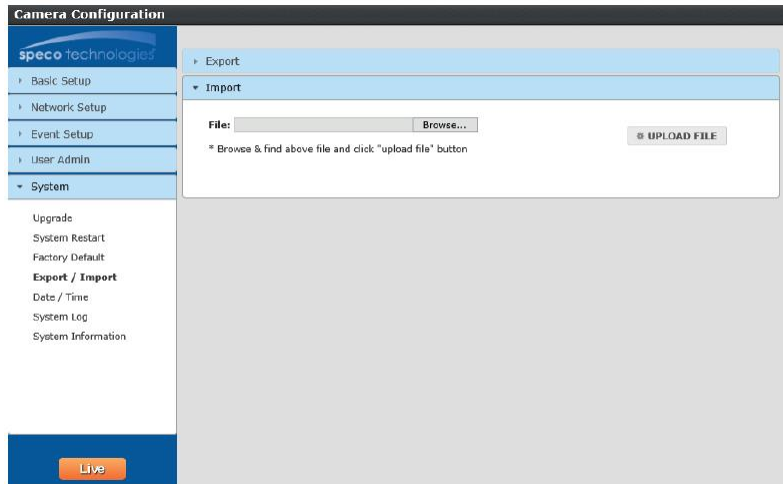 Camera Configuration
speco technologies
Basic Setup
Network Setup
Event Setup
User Admin
System
Upgrade
System Restart
Factory Default
Export / Import
Date / Time
System Log
System Information
Live
Export
Import
File:
Browse...
* Browse & find above file and click "upload file" button
UPLOAD FILE